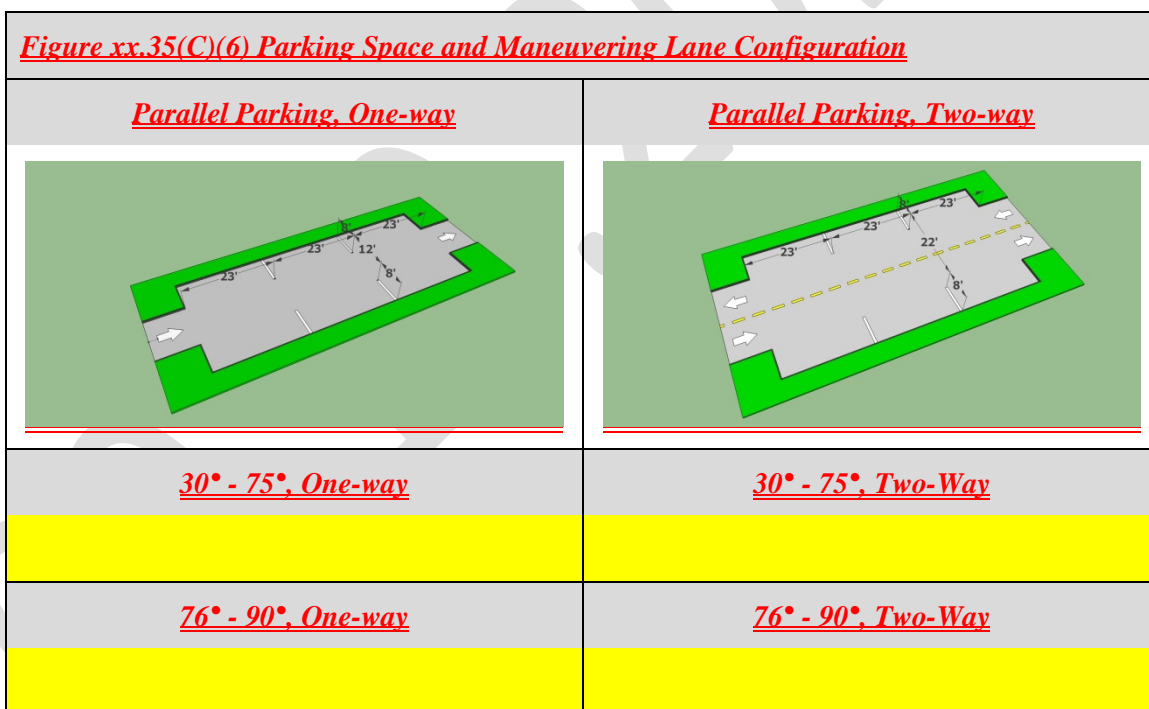 Figure xx.35(C)(6) Parking Space and Maneuvering Lane Configuration
Parallel Parking, One-way
Parallel Parking, Two-way
8'
23'
23'
12'
23'
8'
8'
23'
23'
22'
23'
8'
30° - 75°, One-way
30° - 75°, Two-Way
76° - 90°, One-way
76° - 90°, Two-Way